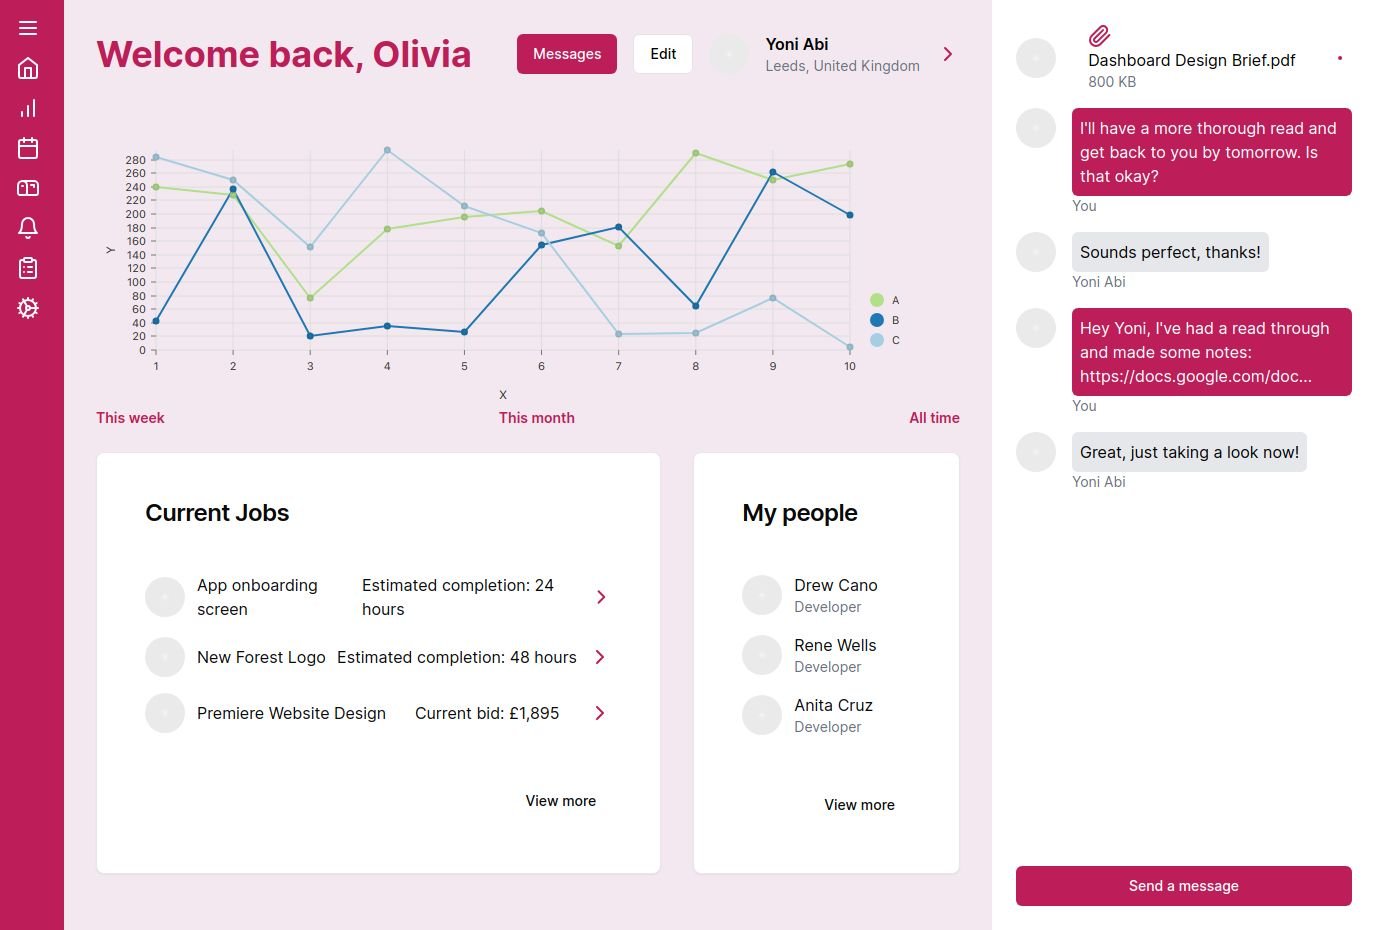 Welcome back, Olivia
Messages
Edit
Yoni Abi
Leeds, United Kingdom
280
260
240
220
200
180
160
140
120
100
80
60
40
20
0
Y
1 2 3 4 5 6 7 8 9 10
X
A
B
C
This week
This month
All time
Current Jobs
App onboarding
screen
Estimated completion: 24
hours
New Forest Logo
Estimated completion: 48 hours
Premiere Website Design
Current bid: £1,895
View more
My people
Drew Cano
Developer
Rene Wells
Developer
Anita Cruz
Developer
View more
Dashboard Design Brief.pdf
800 KB
I'll have a more thorough read and
get back to you by tomorrow. Is
that okay?
You
Sounds perfect, thanks!
Yoni Abi
Hey Yoni, I've had a read through
and made some notes:
https://docs.google.com/doc...
You
Great, just taking a look now!
Yoni Abi
Send a message